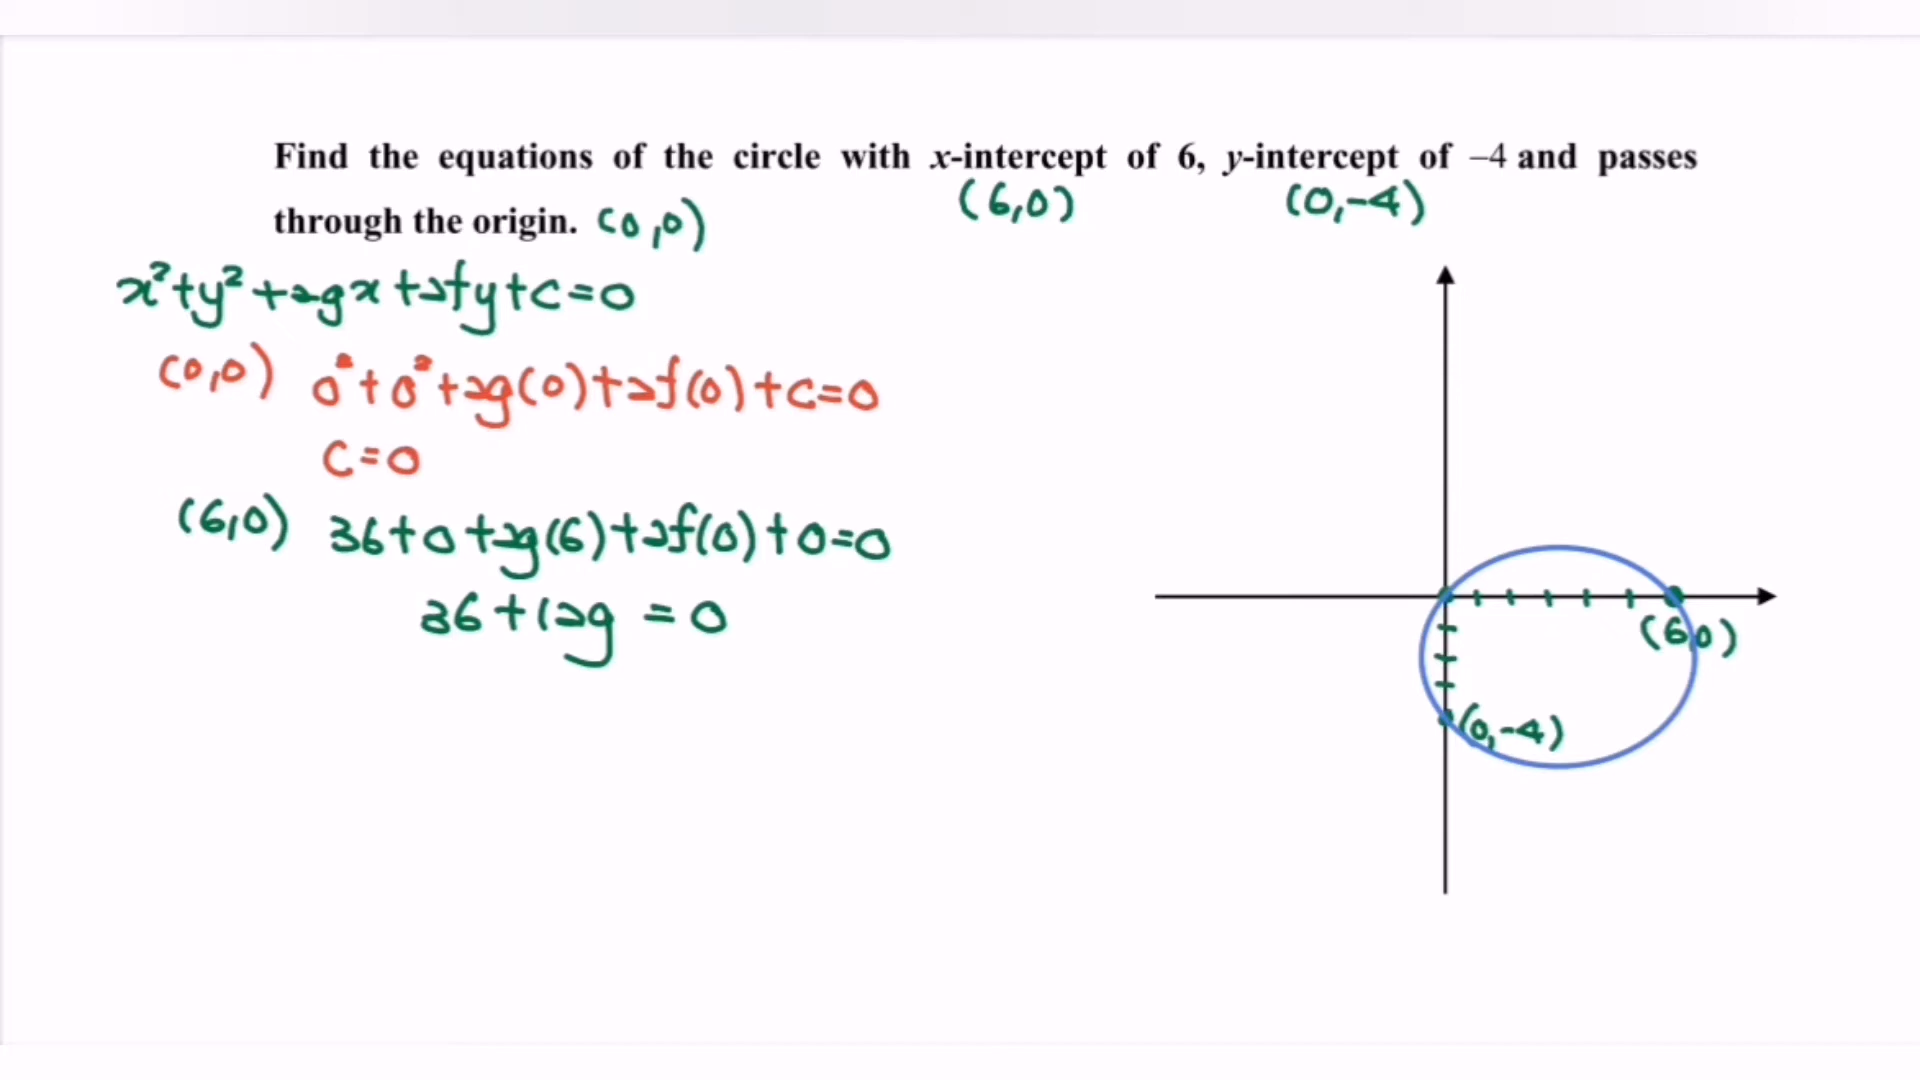 Find the equations of the circle with x-intercept of 6, y-intercept of –4 and passes
(6,0) (0,-4)
through the origin. (0,0)
x²+y²+2gx+2fy+c=0
(0,0) 0²+0²+2g(0)+2f(0)+c=0
c=0
(6,0) 36+0+2g(6)+2f(0)+0=0
36+12g=0
(6,0)
(0,-4)